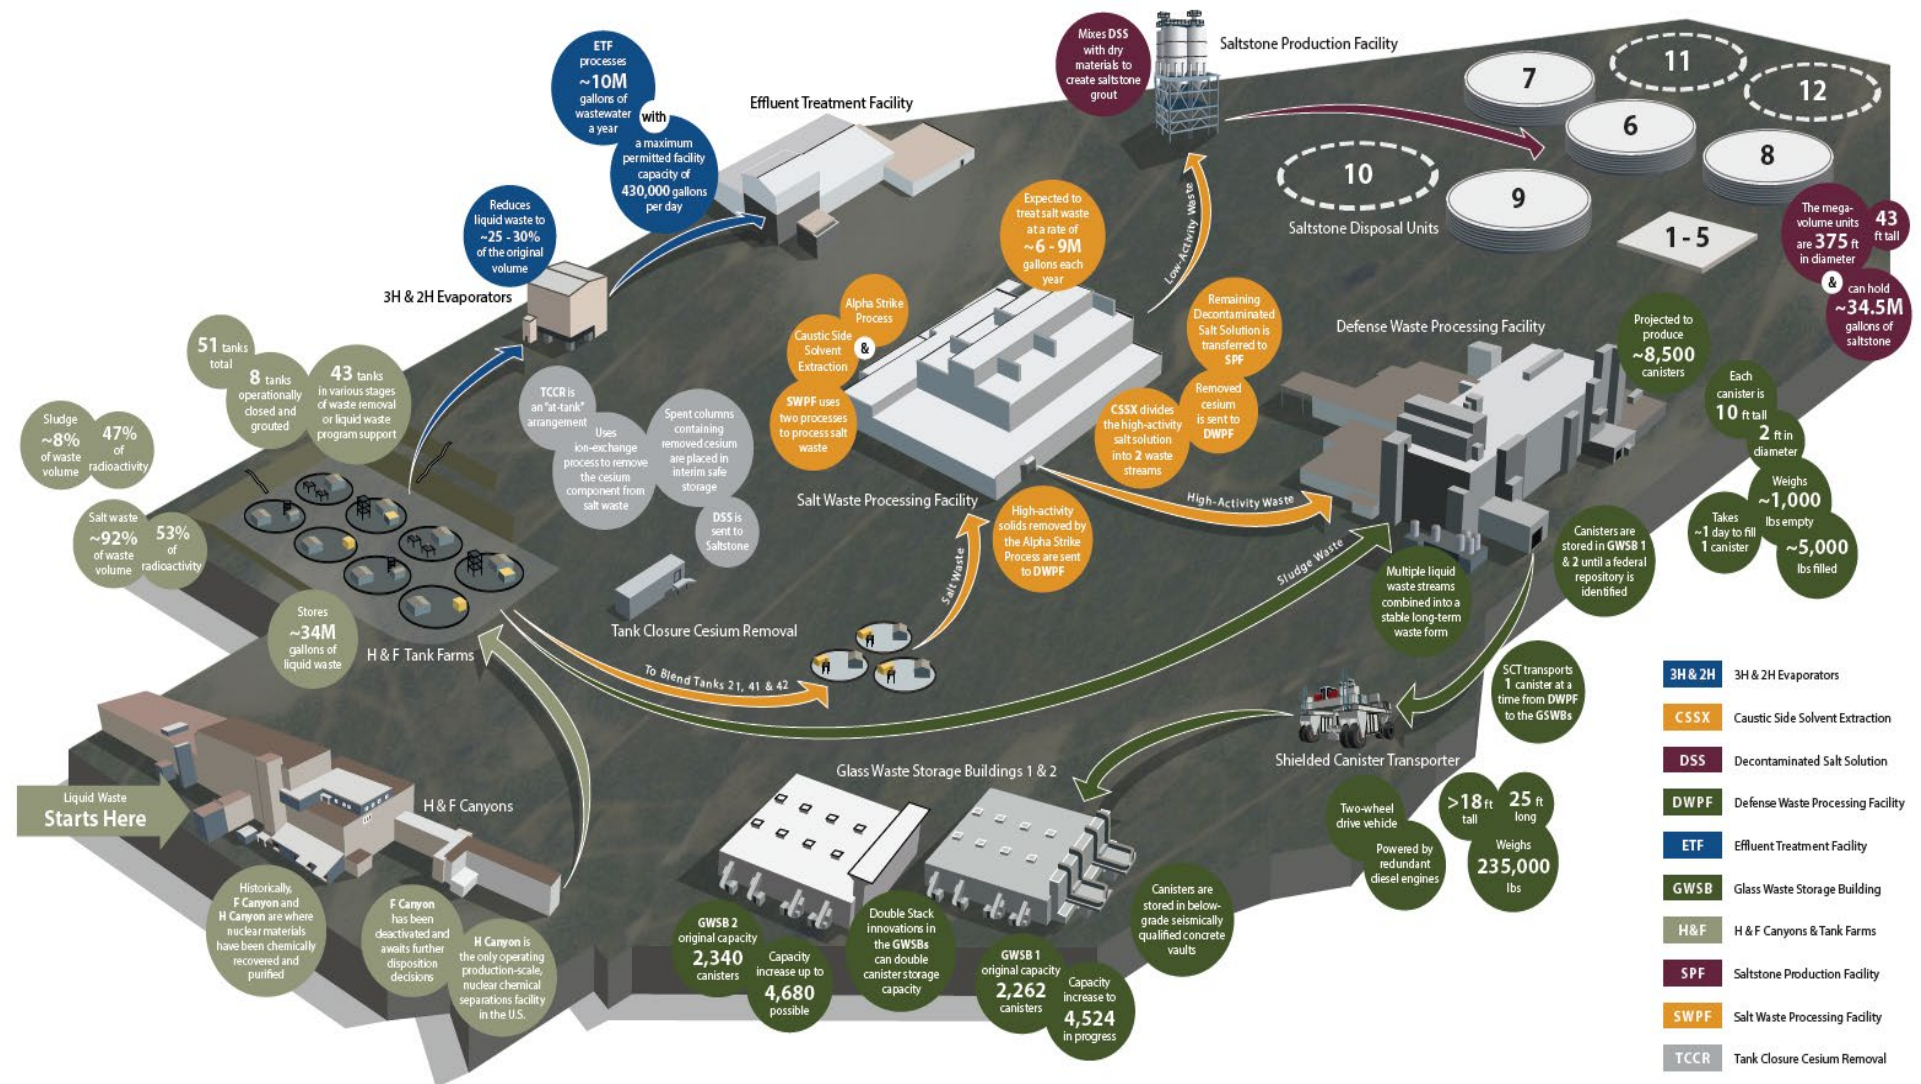 ETF
processes
~10M
gallons of
wastewater
a year
with
a maximum
permitted facility
capacity of
430,000 gallons
per day
Effluent Treatment Facility
Mixes DSS
with dry
materials to
create saltstone
grout
Saltstone Production Facility
7
11
12
6
8
10
9
1 - 5
Saltstone Disposal Units
The mega-
volume units
are 375 ft
in diameter
43
ft tall
&
can hold
~34.5M
gallons of
saltstone
Reduces
liquid waste to
~25 - 30%
of the original
volume
3H & 2H Evaporators
Expected to
treat salt waste
at a rate of
~6 - 9M
gallons each
year
Low-Activity Waste
Alpha Strike
Process
&
Caustic Side
Solvent
Extraction
SWPF uses
two processes
to process salt
waste
Remaining
Decontaminated
Salt Solution is
transferred to
SPF
Removed
cesium
is sent to
DWPF
CSSX divides
the high-activity
salt solution
into 2 waste
streams
Salt Waste Processing Facility
High-activity
solids removed by
the Alpha Strike
Process are sent
to DWPF
High-Activity Waste
Salt Waste
Sludge Waste
Defense Waste Processing Facility
Projected to
produce
~8,500
canisters
Each
canister is
10 ft tall
2 ft in
diameter
Weighs
~1,000
lbs empty
~5,000
lbs filled
Takes
~1 day to fill
1 canister
Canisters are
stored in GWSB 1
& 2 until a federal
repository is
identified
Multiple liquid
waste streams
combined into a
stable long-term
waste form
SCT transports
1 canister at a
time from DWPF
to the GSWBs
51 tanks
total
8 tanks
operationally
closed and
grouted
43 tanks
in various stages
of waste removal
or liquid waste
program support
Sludge
~8%
of waste
volume
47%
of
radioactivity
Salt waste
~92%
of waste
volume
53%
of
radioactivity
Stores
~34M
gallons of
liquid waste
H & F Tank Farms
TCCR is
an "at-tank"
arrangement
Uses
ion-exchange
process to remove
the cesium
component from
salt waste
Spent columns
containing
removed cesium
are placed in
interim safe
storage
DSS is
sent to
Saltstone
Tank Closure Cesium Removal
To Blend Tanks 21, 41 & 42
Liquid Waste
Starts Here
H & F Canyons
Historically,
F Canyon and
H Canyon are where
nuclear materials
have been chemically
recovered and
purified
F Canyon
has been
deactivated and
awaits further
disposition
decisions
H Canyon is
the only operating
production-scale,
nuclear chemical
separations facility
in the U.S.
Glass Waste Storage Buildings 1 & 2
GWSB 2
original capacity
2,340
canisters
Capacity
increase up to
4,680
possible
Double Stack
innovations in
the GWSBs
can double
canister storage
capacity
GWSB 1
original capacity
2,262
canisters
Capacity
increase to
4,524
in progress
Canisters are
stored in below-
grade seismically
qualified concrete
vaults
Shielded Canister Transporter
Two-wheel
drive vehicle
Powered by
redundant
diesel engines
>18 ft
tall
25 ft
long
Weighs
235,000
lbs
3H & 2H 3H & 2H Evaporators
CSSX Caustic Side Solvent Extraction
DSS Decontaminated Salt Solution
DWPF Defense Waste Processing Facility
ETF Effluent Treatment Facility
GWSB Glass Waste Storage Building
H&F H & F Canyons & Tank Farms
SPF Saltstone Production Facility
SWPF Salt Waste Processing Facility
TCCR Tank Closure Cesium Removal